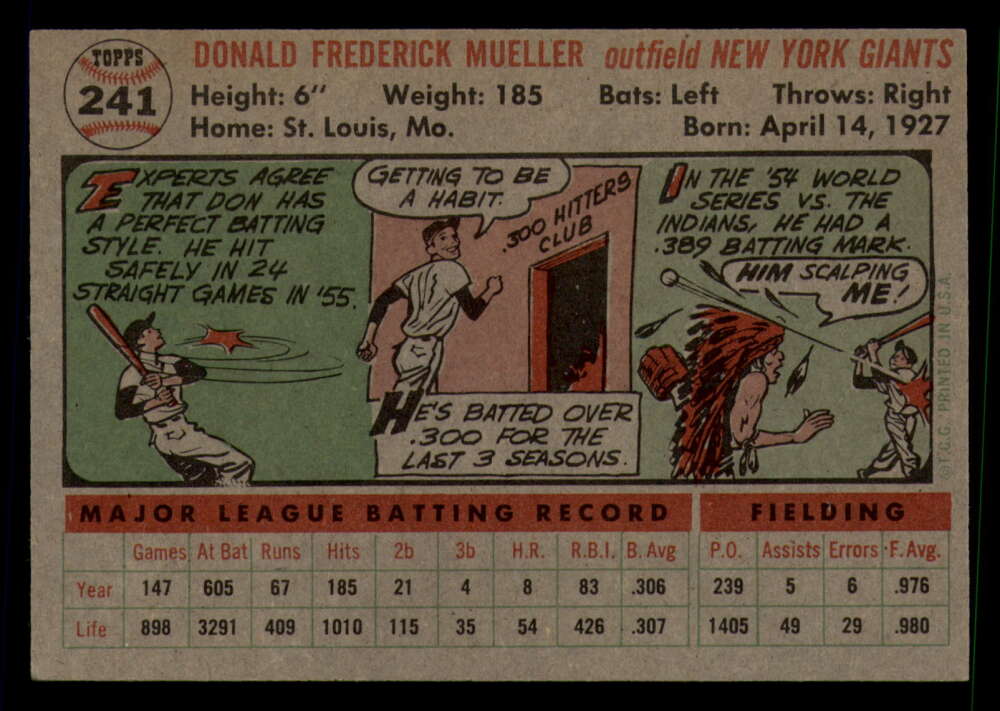 TOPPS
241
DONALD FREDERICK MUELLER outfield NEW YORK GIANTS
Height: 6" Weight: 185 Bats: Left Throws: Right
Home: St. Louis, Mo. Born: April 14, 1927
EXPERTS AGREE
THAT DON HAS
A PERFECT BATTING
STYLE. HE HIT
SAFELY IN 24
STRAIGHT GAMES IN '55.
GETTING TO BE
A HABIT.
.300 HITTERS
CLUB
HE'S BATTED OVER
.300 FOR THE
LAST 3 SEASONS.
IN THE '54 WORLD
SERIES VS. THE
INDIANS, HE HAD A
.389 BATTING MARK.
HIM SCALPING
ME!
©T.C.G. PRINTED IN U.S.A.
MAJOR LEAGUE BATTING RECORD FIELDING
Games At Bat Runs Hits 2b 3b H.R. R.B.I. B. Avg P.O. Assists Errors F. Avg.
Year 147 605 67 185 21 4 8 83 .306 239 5 6 .976
Life 898 3291 409 1010 115 35 54 426 .307 1405 49 29 .980